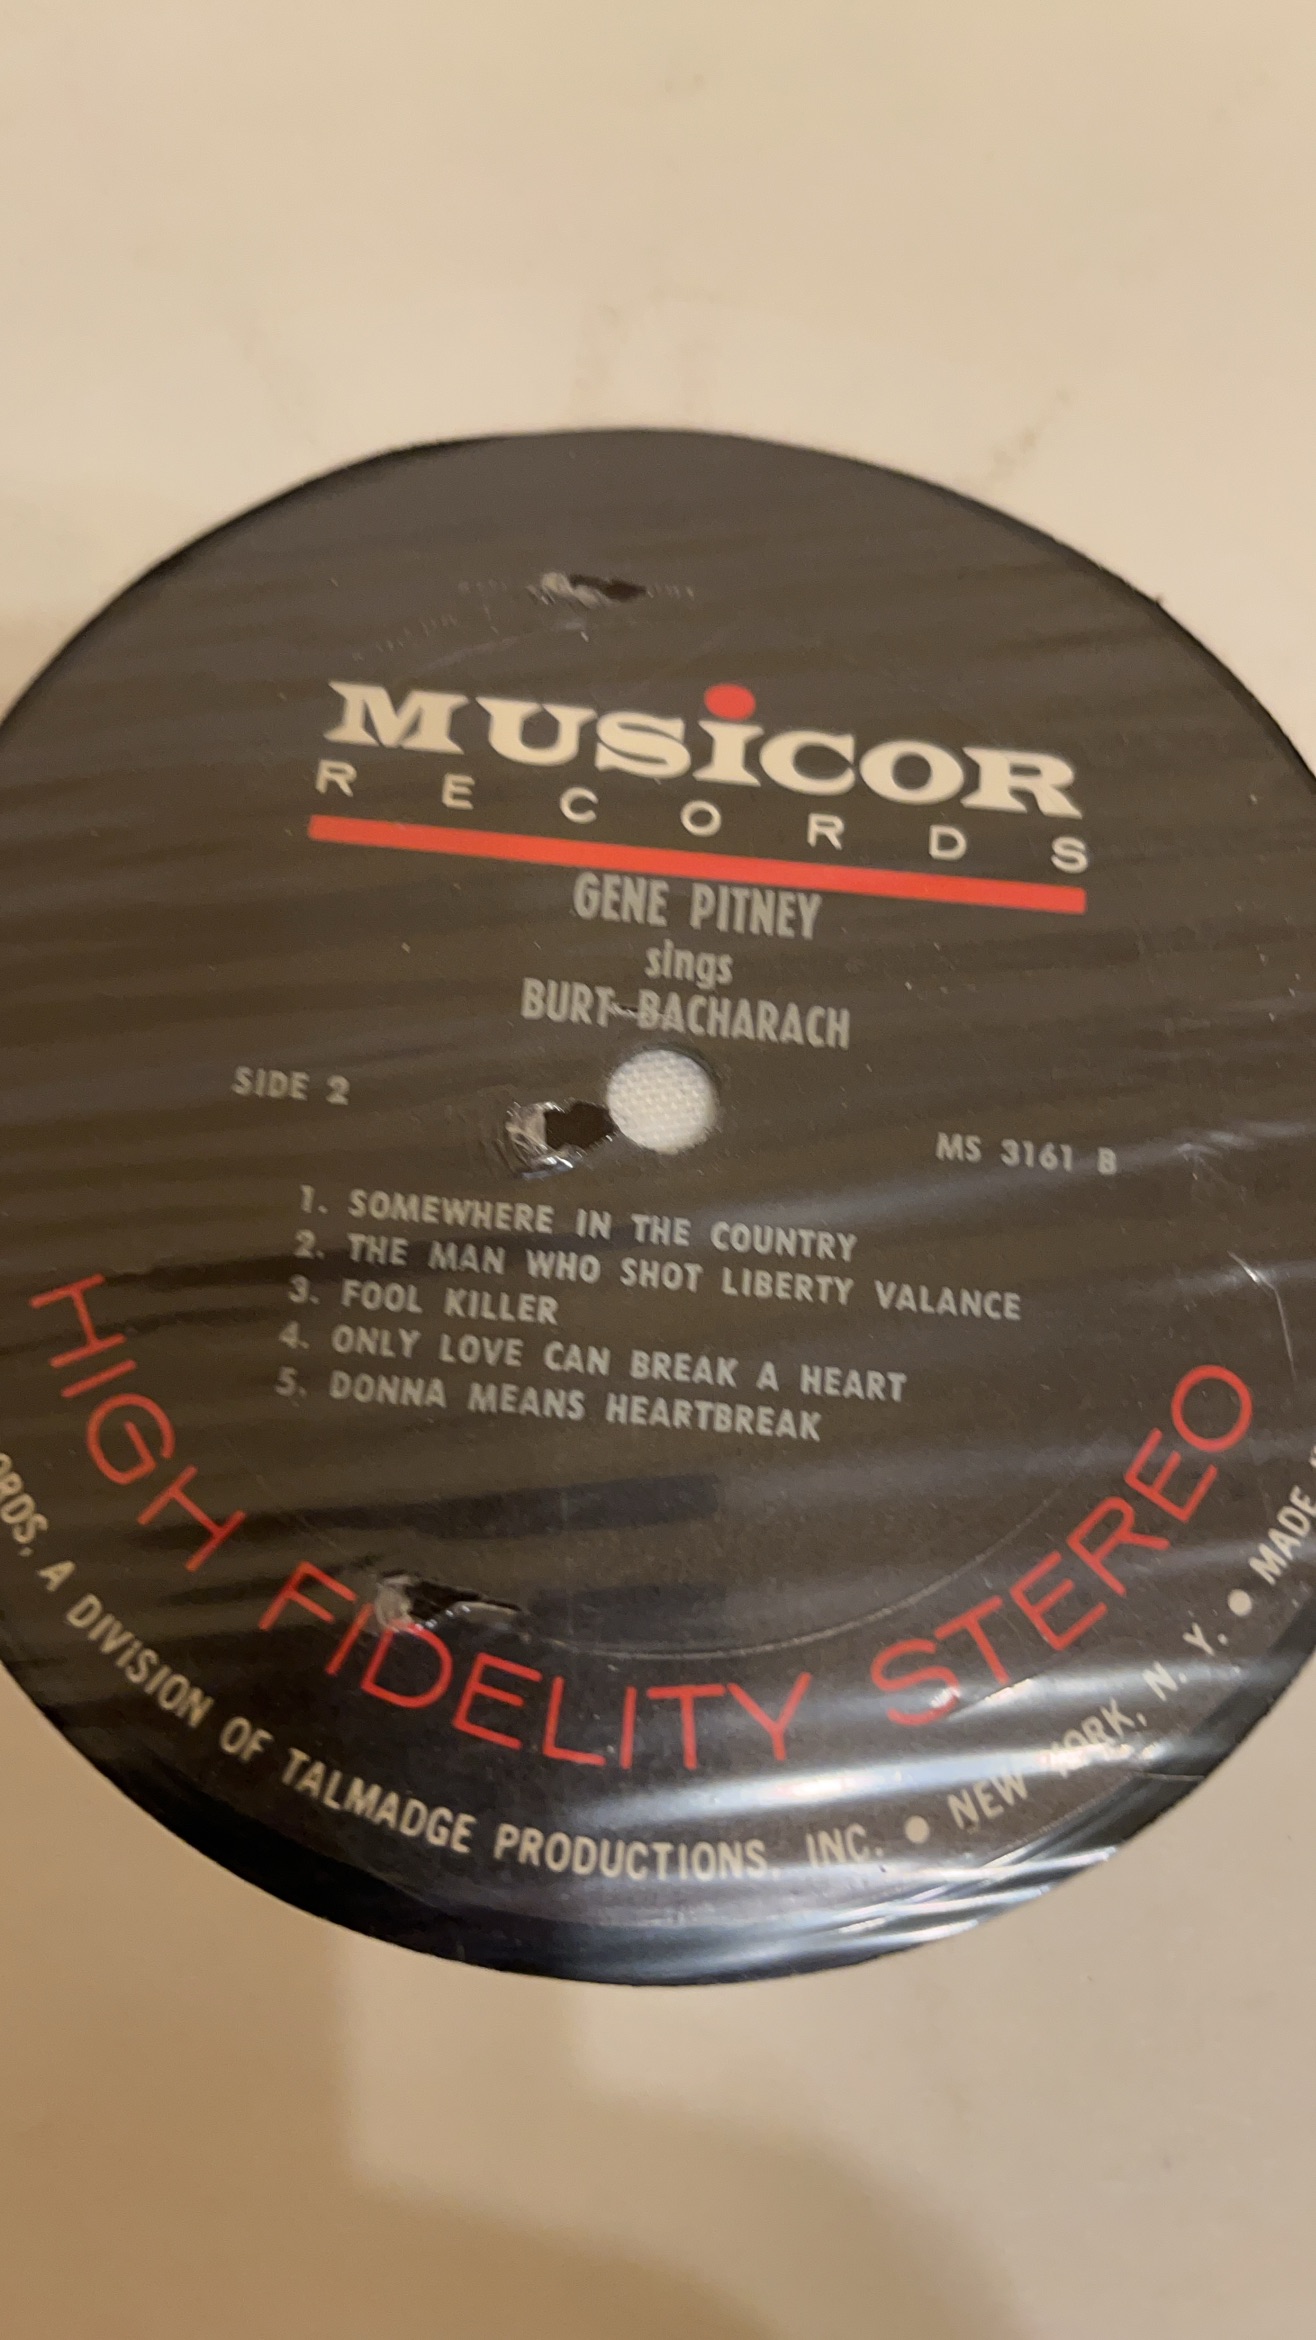 MUSiCOR
RECORDS
GENE PITNEY
sings
BURT BACHARACH
SIDE 2
MS 3161 B
1. SOMEWHERE IN THE COUNTRY
2. THE MAN WHO SHOT LIBERTY VALANCE
3. FOOL KILLER
4. ONLY LOVE CAN BREAK A HEART
5. DONNA MEANS HEARTBREAK
HIGH FIDELITY STEREO
A DIVISION OF TALMADGE PRODUCTIONS, INC. • NEW YORK, N. Y. • MADE